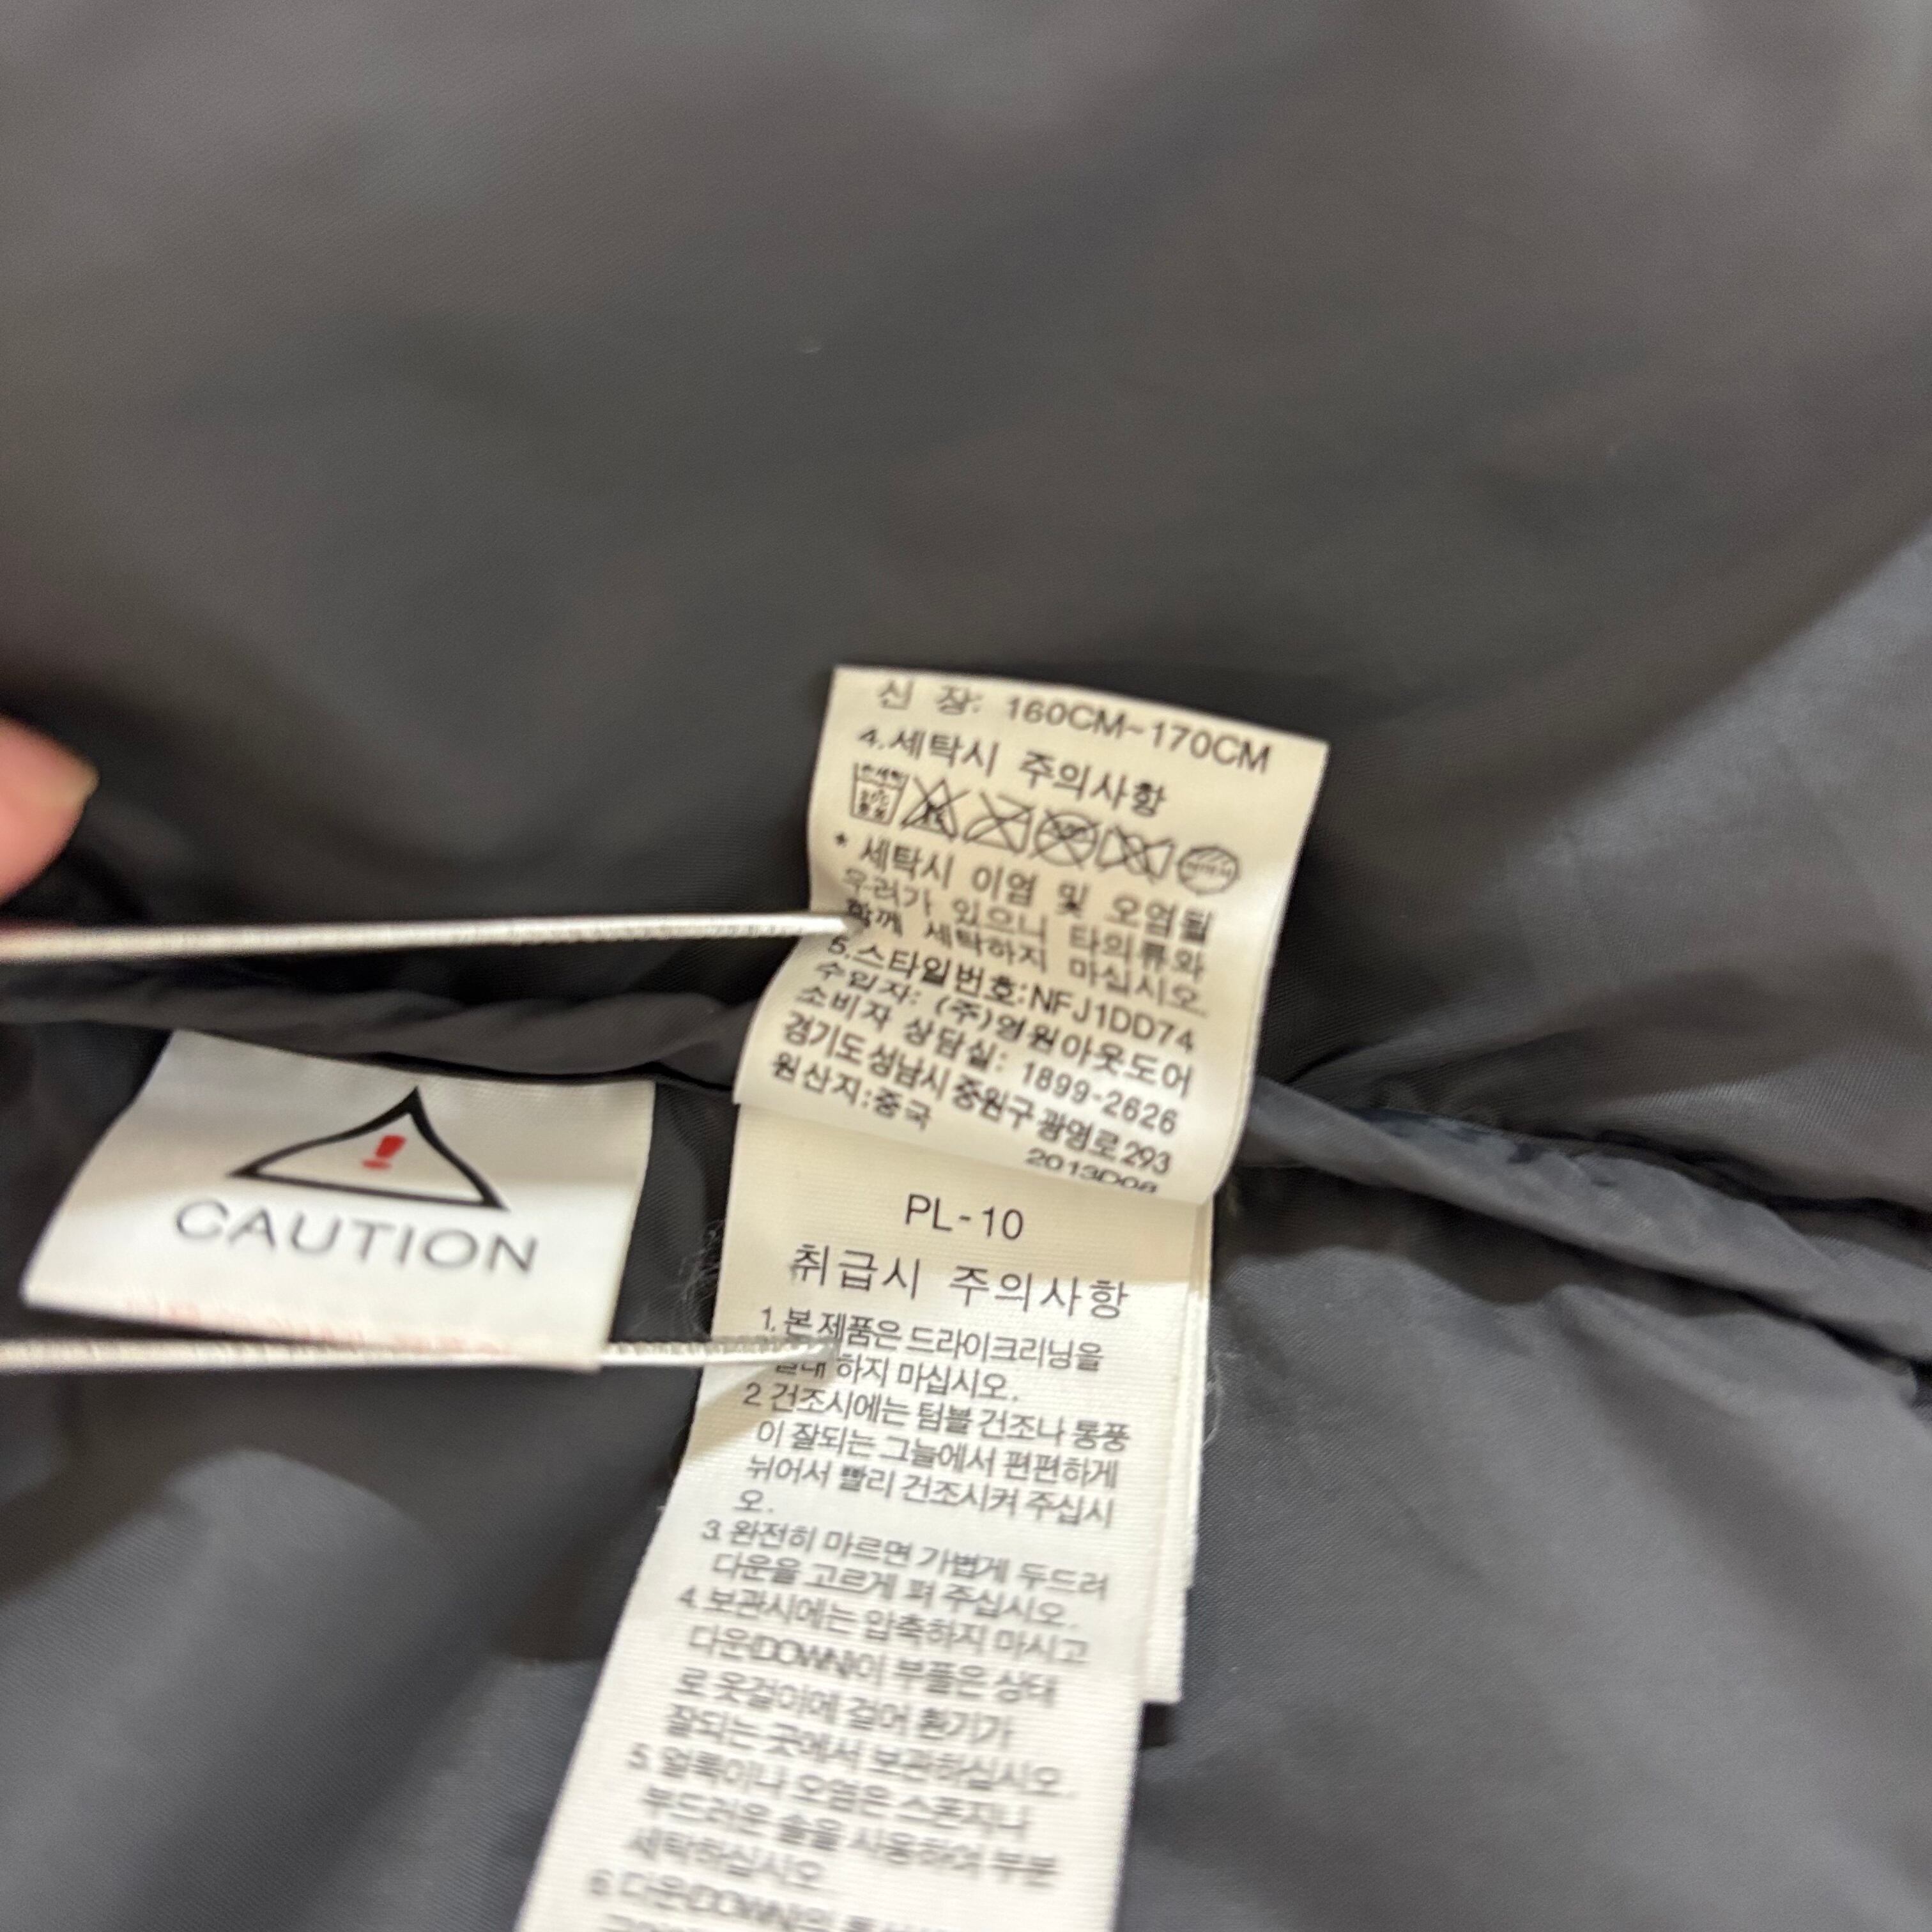 신 장: 160CM~170CM
4.세탁시 주의사항
* 세탁시 이염 및 오염될
우려가 있으니 타의류와
함께 세탁하지 마십시오
5.스타일번호:NFJ1DD74
수입자: (주)영원아웃도어
소비자 상담실: 1899-2626
경기도 성남시 중원구 광명로 293
원산지:중국
2013D08
CAUTION
PL-10
취급시 주의사항
1. 본 제품은 드라이크리닝을
절대 하지 마십시오.
2 건조시에는 텀블 건조나 통풍
이 잘되는 그늘에서 편편하게
뉘어서 빨리 건조시켜 주십시
오.
3. 완전히 마르면 가볍게 두드려
다운을 고르게 펴 주십시오.
4. 보관시에는 압축하지 마시고
다운(DOWN)이 부풀은 상태
로 옷걸이에 걸어 환기가
잘되는 곳에서 보관하십시오.
5. 얼룩이나 오염은 스폰지나
부드러운 솔을 사용하여 부분
세탁하십시오.
6 다운(DOWN)의